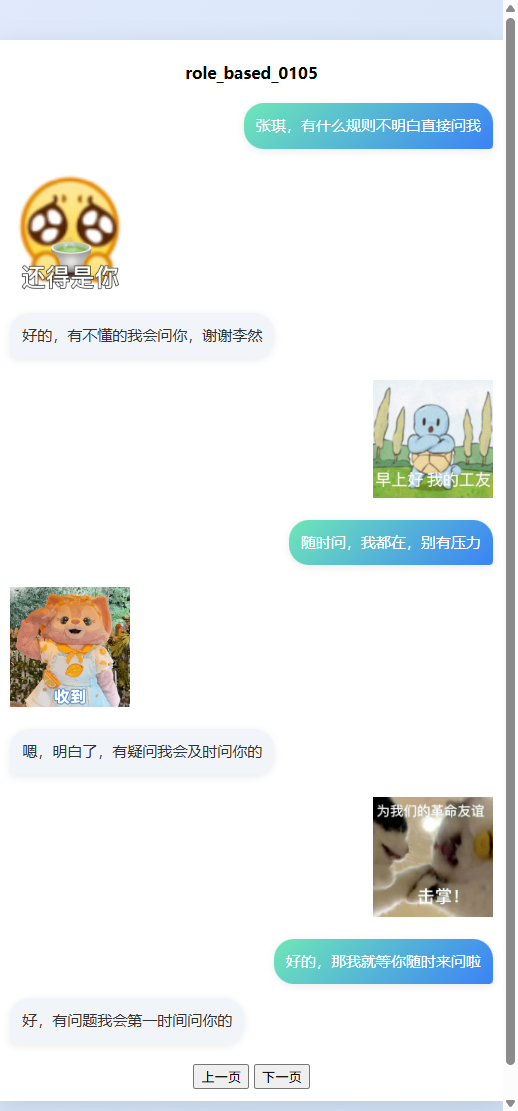 role_based_0105
张琪，有什么规则不明白直接问我
还得是你
好的，有不懂的我会问你，谢谢李然
早上好 我的工友
随时问，我都在，别有压力
收到
嗯，明白了，有疑问我会及时问你的
为我们的革命友谊
击掌！
好的，那我就等你随时来问啦
好，有问题我会第一时间问你的
上一页 下一页